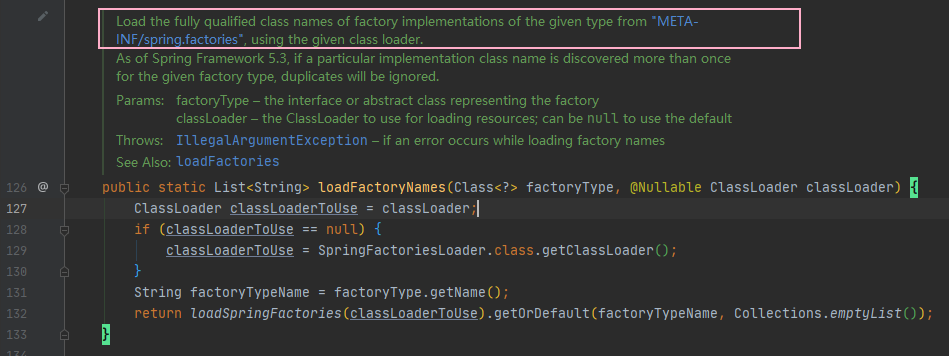 Load the fully qualified class names of factory implementations of the given type from "META-
INF/spring.factories", using the given class loader.
As of Spring Framework 5.3, if a particular implementation class name is discovered more than once
for the given factory type, duplicates will be ignored.
Params: factoryType – the interface or abstract class representing the factory
classLoader – the ClassLoader to use for loading resources; can be null to use the default
Throws: IllegalArgumentException – if an error occurs while loading factory names
See Also: loadFactories
126 @ public static List<String> loadFactoryNames(Class<?> factoryType, @Nullable ClassLoader classLoader) {
127 ClassLoader classLoaderToUse = classLoader;
128 if (classLoaderToUse == null) {
129 classLoaderToUse = SpringFactoriesLoader.class.getClassLoader();
130 }
131 String factoryTypeName = factoryType.getName();
132 return loadSpringFactories(classLoaderToUse).getOrDefault(factoryTypeName, Collections.emptyList());
133 }
134